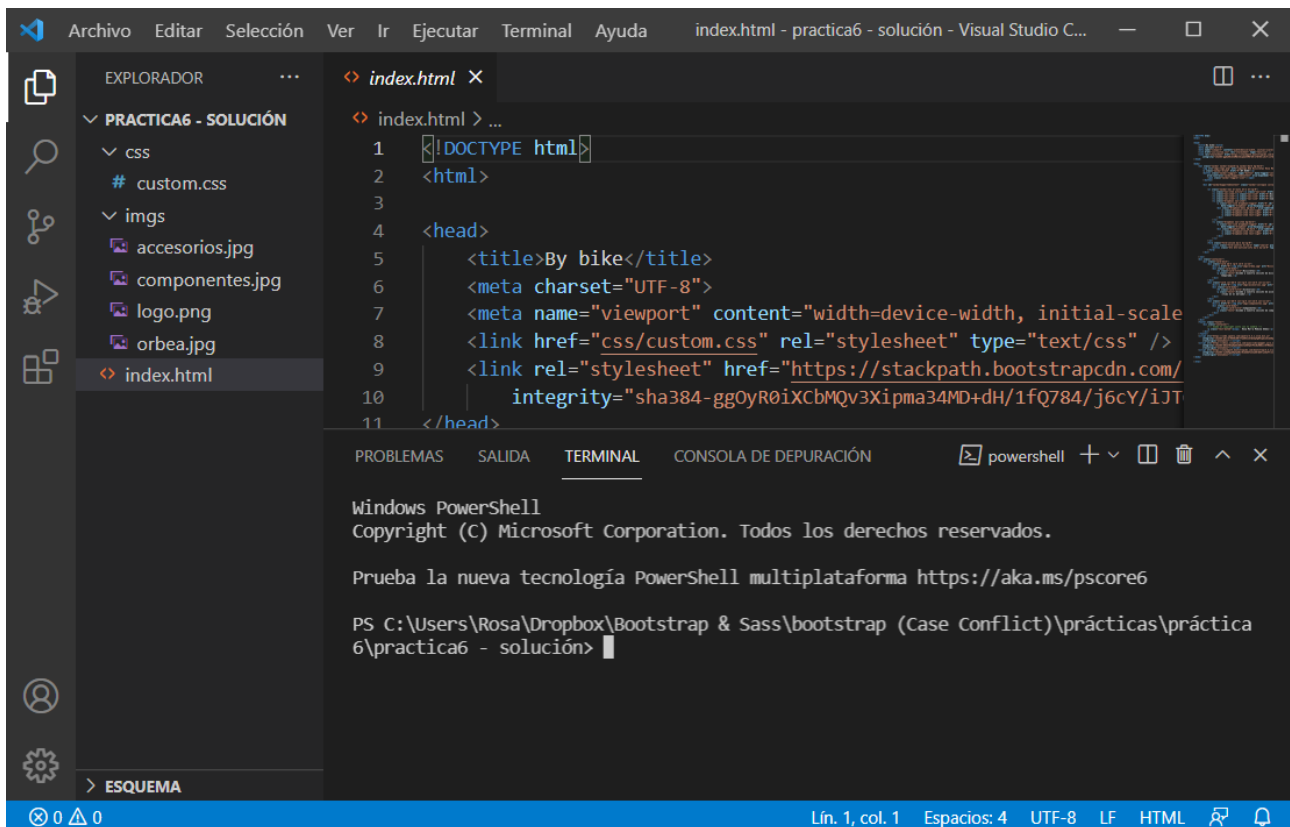 Archivo Editar Selección Ver Ir Ejecutar Terminal Ayuda index.html - practica6 - solución - Visual Studio C...
EXPLORADOR ...
PRACTICA6 - SOLUCIÓN
css
# custom.css
imgs
accesorios.jpg
componentes.jpg
logo.png
orbea.jpg
<> index.html
ESQUEMA
<> index.html ...
<> index.html > ...
1 <!DOCTYPE html>
2 <html>
3
4 <head>
5 <title>By bike</title>
6 <meta charset="UTF-8">
7 <meta name="viewport" content="width=device-width, initial-scale
8 <link href="css/custom.css" rel="stylesheet" type="text/css" />
9 <link rel="stylesheet" href="https://stackpath.bootstrapcdn.com/
10 integrity="sha384-ggOyR0iXCbMQv3Xipma34MD+dH/1fQ784/j6cY/iJT
11 </head>
PROBLEMAS SALIDA TERMINAL CONSOLA DE DEPURACIÓN powershell
Windows PowerShell
Copyright (C) Microsoft Corporation. Todos los derechos reservados.
Prueba la nueva tecnología PowerShell multiplataforma https://aka.ms/pscore6
PS C:\Users\Rosa\Dropbox\Bootstrap & Sass\bootstrap (Case Conflict)\prácticas\práctica
6\practica6 - solución>
0 0 Lín. 1, col. 1 Espacios: 4 UTF-8 LF HTML